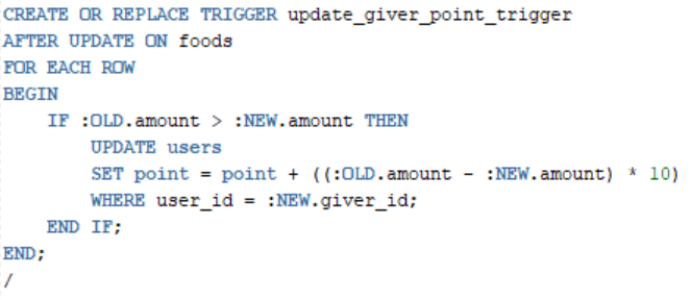 CREATE OR REPLACE TRIGGER update_giver_point_trigger
AFTER UPDATE ON foods
FOR EACH ROW
BEGIN
    IF :OLD.amount > :NEW.amount THEN
        UPDATE users
        SET point = point + ((:OLD.amount - :NEW.amount) * 10)
        WHERE user_id = :NEW.giver_id;
    END IF;
END;
/